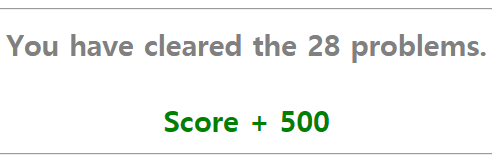 You have cleared the 28 problems.
Score + 500